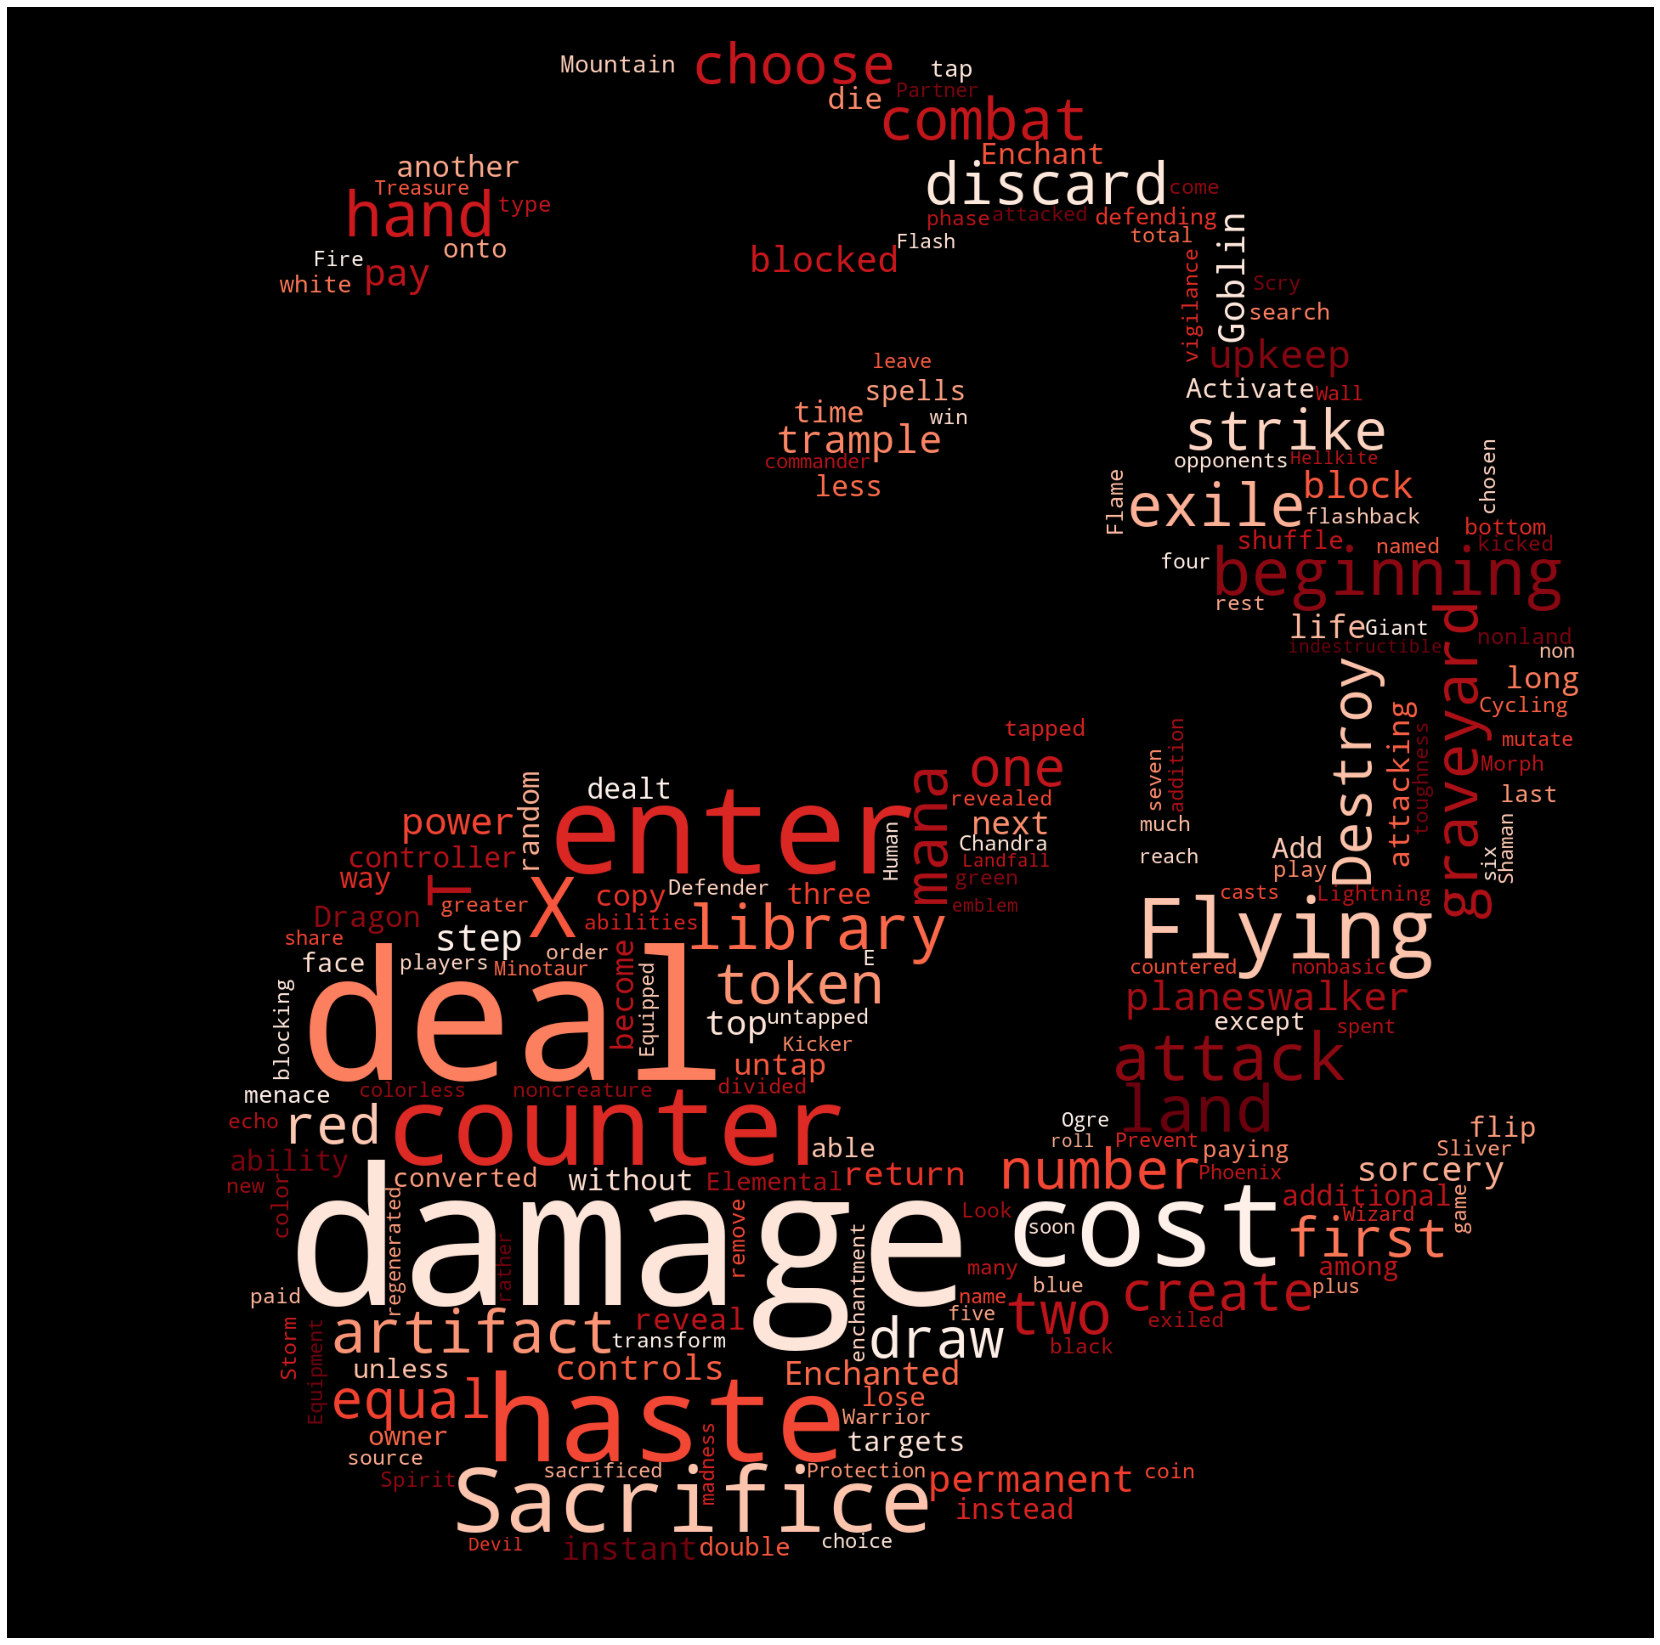 Mountain
choose
tap
Partner
die
combat
Enchant
another
Treasure
hand
type
discard
come
phase
attacked
defending
total
onto
Fire
pay
white
blocked
Flash
Goblin
vigilance
Scry
search
upkeep
leave
spells
time
win
trample
commander
less
Activate
Wall
strike
opponents
Hellkite
chosen
Flame
exile
block
flashback
bottom
shuffle
named
kicked
four
beginning
rest
life
Giant
graveyard
nonland
indestructible
non
long
Destroy
attacking
toughness
Cycling
mutate
Morph
last
six
Shaman
tapped
one
mana
revealed
next
Chandra
Landfall
green
emblem
Human
seven
addition
much
reach
Add
play
casts
Lightning
Flying
countered
nonbasic
planeswalker
except
spent
attack
land
dealt
enter
random
power
controller
way
T
greater
X
copy
Defender
three
abilities
library
Dragon
step
order
share
face
players
Minotaur
E
deal
become
Equipped
token
top
untapped
Kicker
untap
blocking
menace
colorless
noncreature
divided
echo
red
counter
able
ability
new
color
converted
without
Elemental
return
Ogre
roll
Prevent
paying
number
Phoenix
flip
Sliver
sorcery
additional
Wizard
game
damage
regenerated
rather
remove
Look
cost
soon
first
many
among
blue
plus
paid
name
five
two
create
exiled
black
Storm
Equipment
artifact
reveal
transform
enchantment
draw
unless
controls
Enchanted
lose
equal
haste
Warrior
owner
targets
source
Spirit
sacrificed
madness
Protection
permanent
coin
Sacrifice
instead
Devil
instant
double
choice